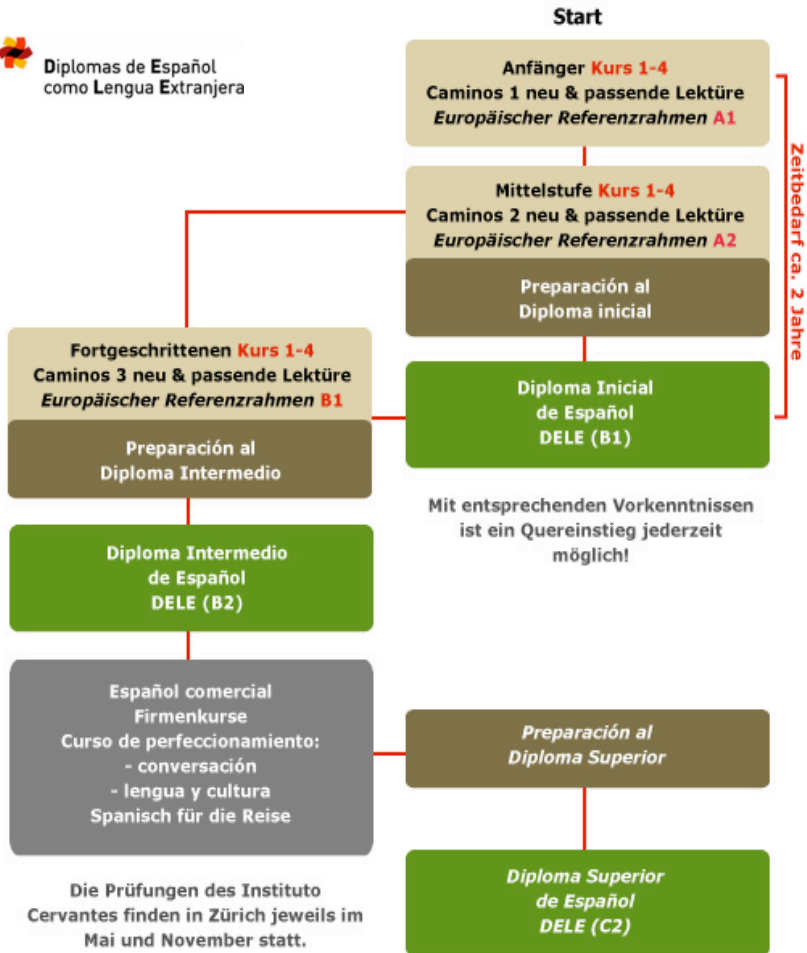 Start
Diplomas de Español
como Lengua Extranjera
Anfänger Kurs 1-4
Caminos 1 neu & passende Lektüre
Europäischer Referenzrahmen A1
Zeitbedarf ca. 2 Jahre
Mittelstufe Kurs 1-4
Caminos 2 neu & passende Lektüre
Europäischer Referenzrahmen A2
Preparación al
Diploma inicial
Fortgeschrittenen Kurs 1-4
Caminos 3 neu & passende Lektüre
Europäischer Referenzrahmen B1
Preparación al
Diploma Intermedio
Diploma Inicial
de Español
DELE (B1)
Mit entsprechenden Vorkenntnissen
ist ein Quereinstieg jederzeit
möglich!
Diploma Intermedio
de Español
DELE (B2)
Español comercial
Firmenkurse
Curso de perfeccionamiento:
- conversación
- lengua y cultura
Spanisch für die Reise
Preparación al
Diploma Superior
Diploma Superior
de Español
DELE (C2)
Die Prüfungen des Instituto
Cervantes finden in Zürich jeweils im
Mai und November statt.